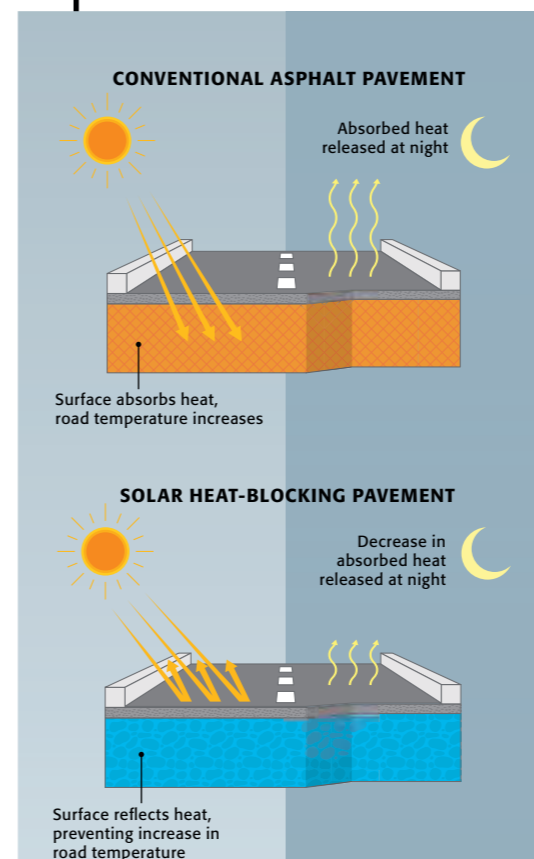 CONVENTIONAL ASPHALT PAVEMENT
Absorbed heat
released at night
Surface absorbs heat,
road temperature increases
SOLAR HEAT-BLOCKING PAVEMENT
Decrease in
absorbed heat
released at night
Surface reflects heat,
preventing increase in
road temperature